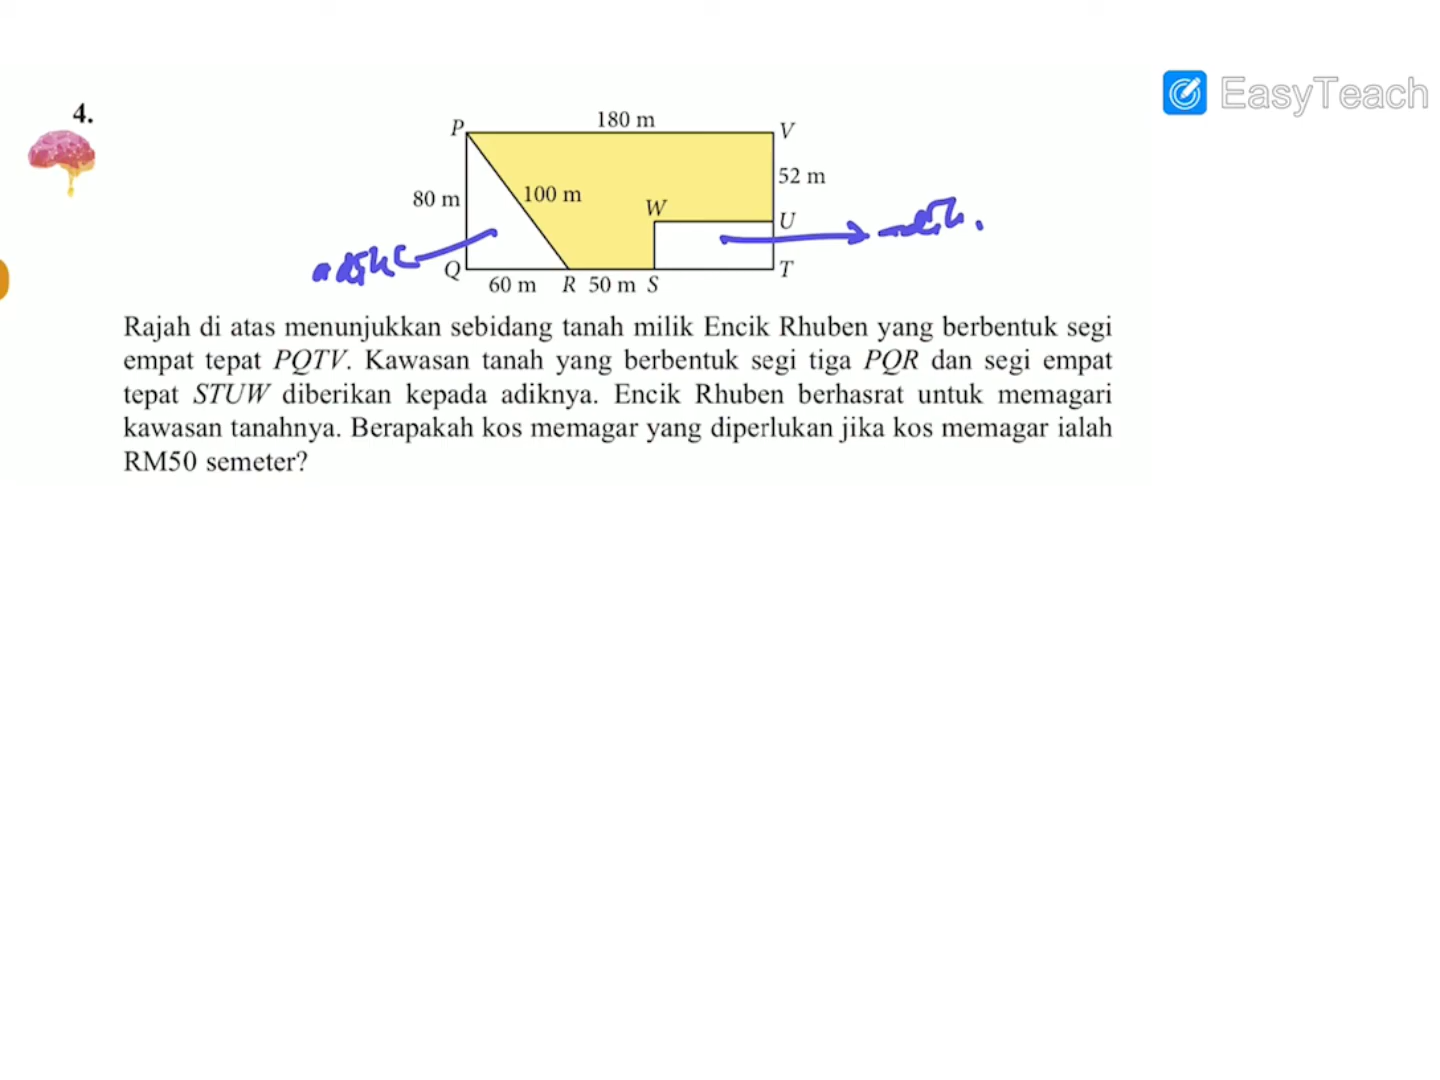 EasyTeach
4.
180 m
P
V
52 m
80 m
100 m
W
U
Q
T
60 m R 50 m S
Rajah di atas menunjukkan sebidang tanah milik Encik Rhuben yang berbentuk segi
empat tepat PQTV. Kawasan tanah yang berbentuk segi tiga PQR dan segi empat
tepat STUW diberikan kepada adiknya. Encik Rhuben berhasrat untuk memagari
kawasan tanahnya. Berapakah kos memagar yang diperlukan jika kos memagar ialah
RM50 semeter?